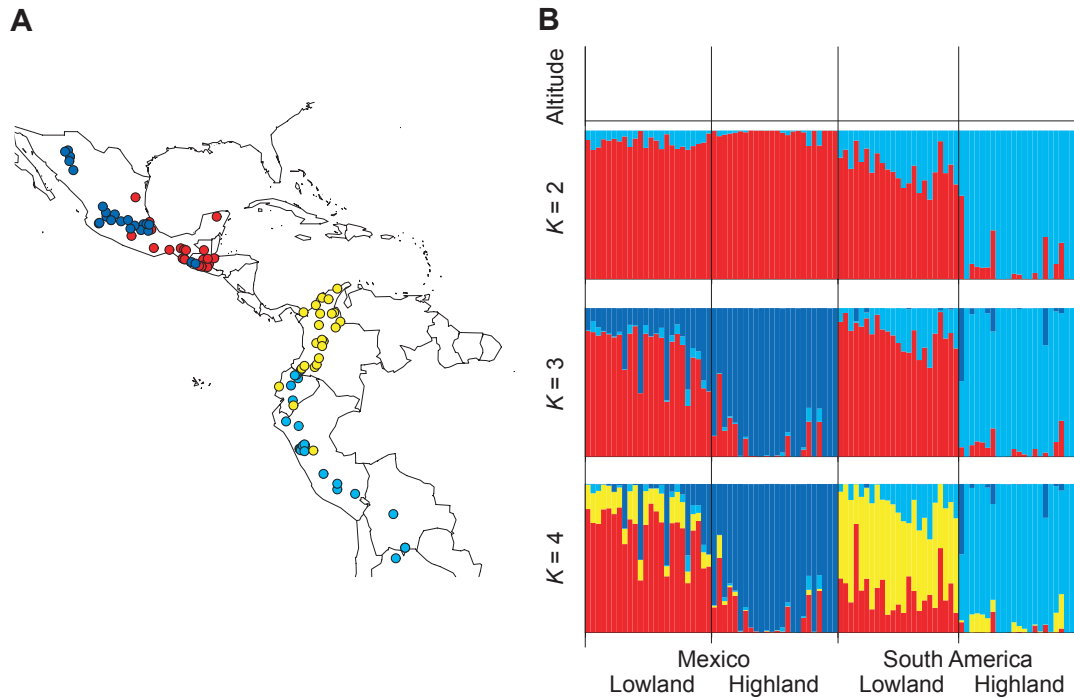 A
B
Altitude
K = 2
K = 3
K = 4
Mexico South America
Lowland Highland Lowland Highland